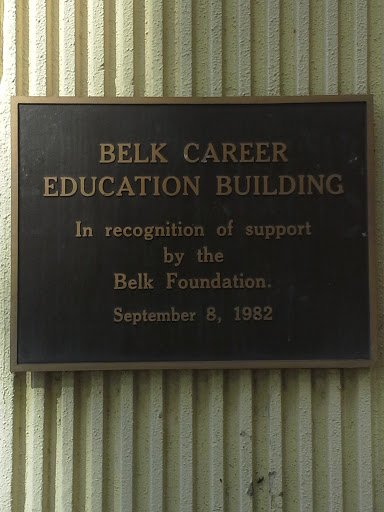 BELK CAREER
EDUCATION BUILDING
In recognition of support
by the
Belk Foundation.
September 8, 1982